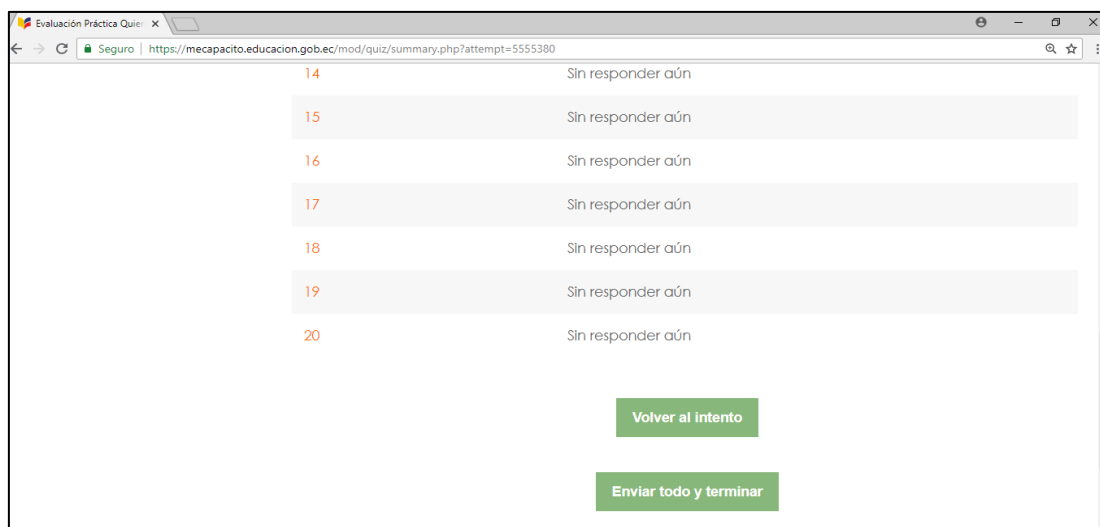 Evaluación Práctica Quie
Seguro | https://mecapacito.educacion.gob.ec/mod/quiz/summary.php?attempt=5555380
14 Sin responder aún
15 Sin responder aún
16 Sin responder aún
17 Sin responder aún
18 Sin responder aún
19 Sin responder aún
20 Sin responder aún
Volver al intento
Enviar todo y terminar